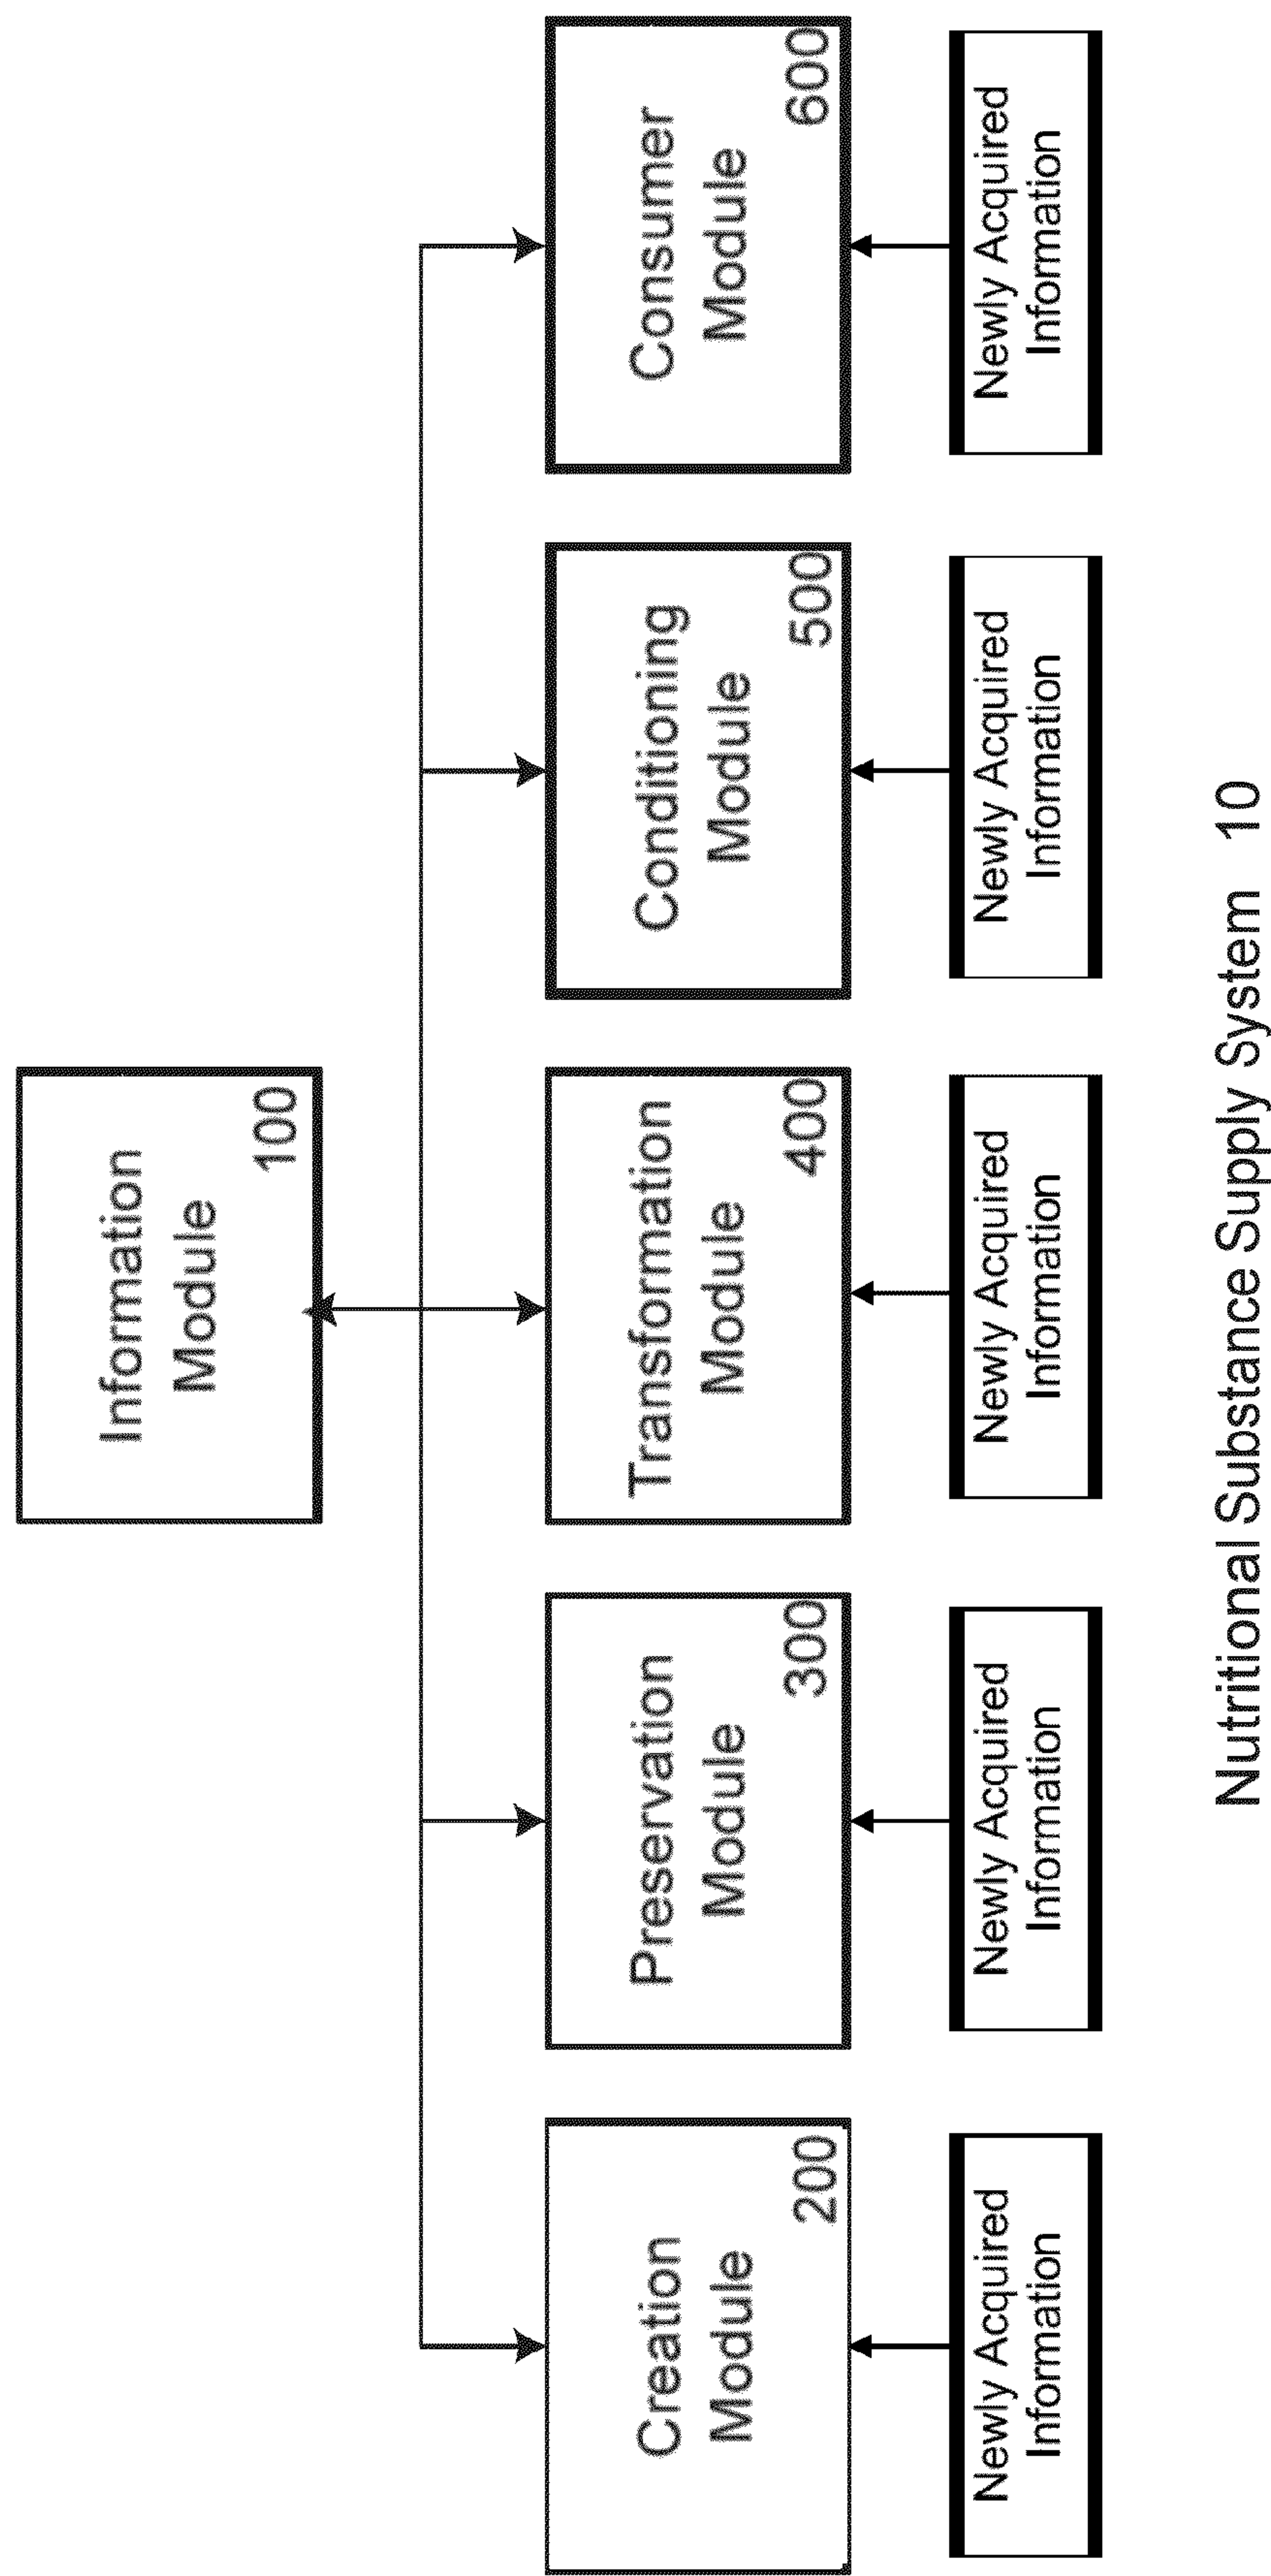 Information
Module
100
Creation
Module
200
Preservation
Module
300
Transformation
Module
400
Conditioning
Module
500
Consumer
Module
600
Newly Acquired
Information
Newly Acquired
Information
Newly Acquired
Information
Newly Acquired
Information
Newly Acquired
Information
Nutritional Substance Supply System 10